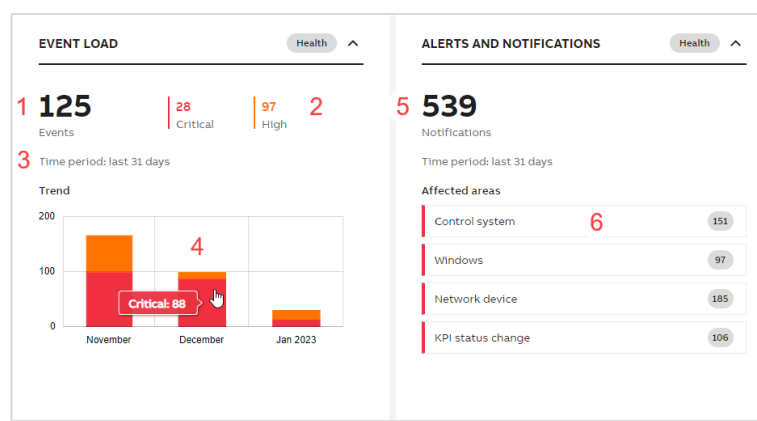 EVENT LOAD
Health
1
125
Events
28
Critical
97
High
2
3
Time period: last 31 days
Trend
200
100
0
4
Critical: 88
November
December
Jan 2023
ALERTS AND NOTIFICATIONS
Health
5
539
Notifications
Time period: last 31 days
Affected areas
Control system
6
151
Windows
97
Network device
185
KPI status change
106